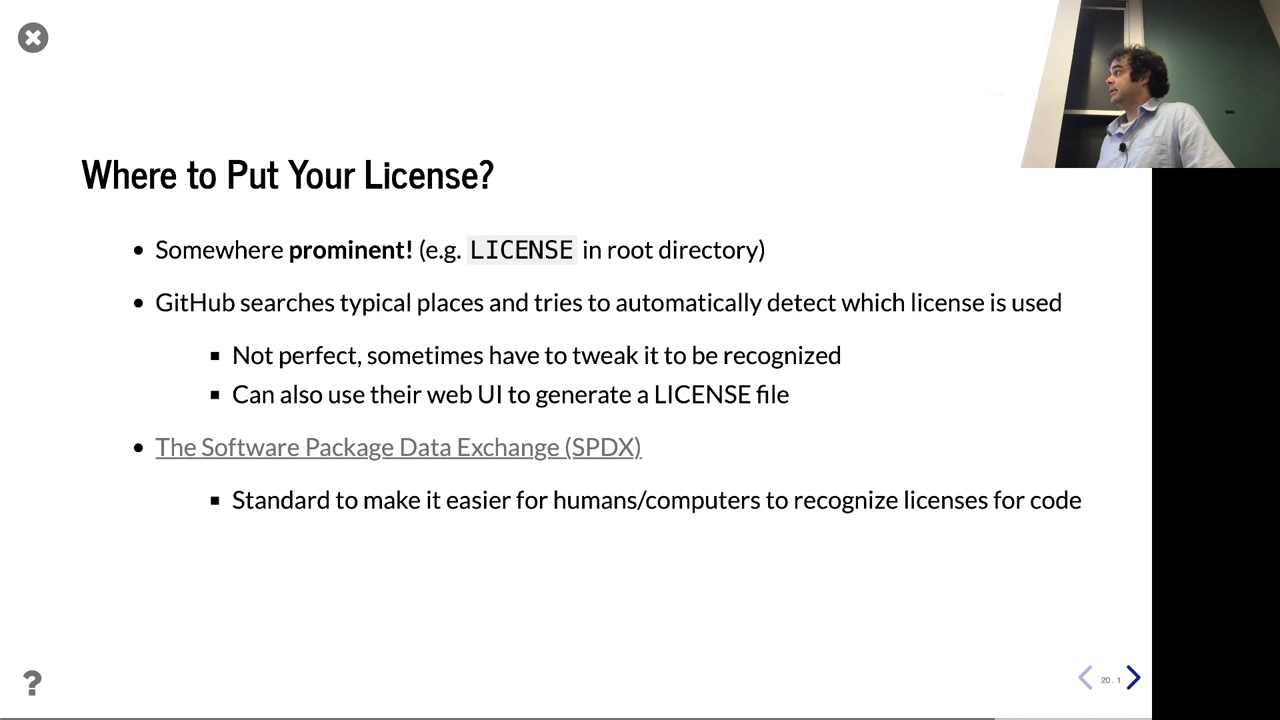 Where to Put Your License?
Somewhere prominent! (e.g. LICENSE in root directory)
GitHub searches typical places and tries to automatically detect which license is used
Not perfect, sometimes have to tweak it to be recognized
Can also use their web UI to generate a LICENSE file
The Software Package Data Exchange (SPDX)
Standard to make it easier for humans/computers to recognize licenses for code
?
20 . 1